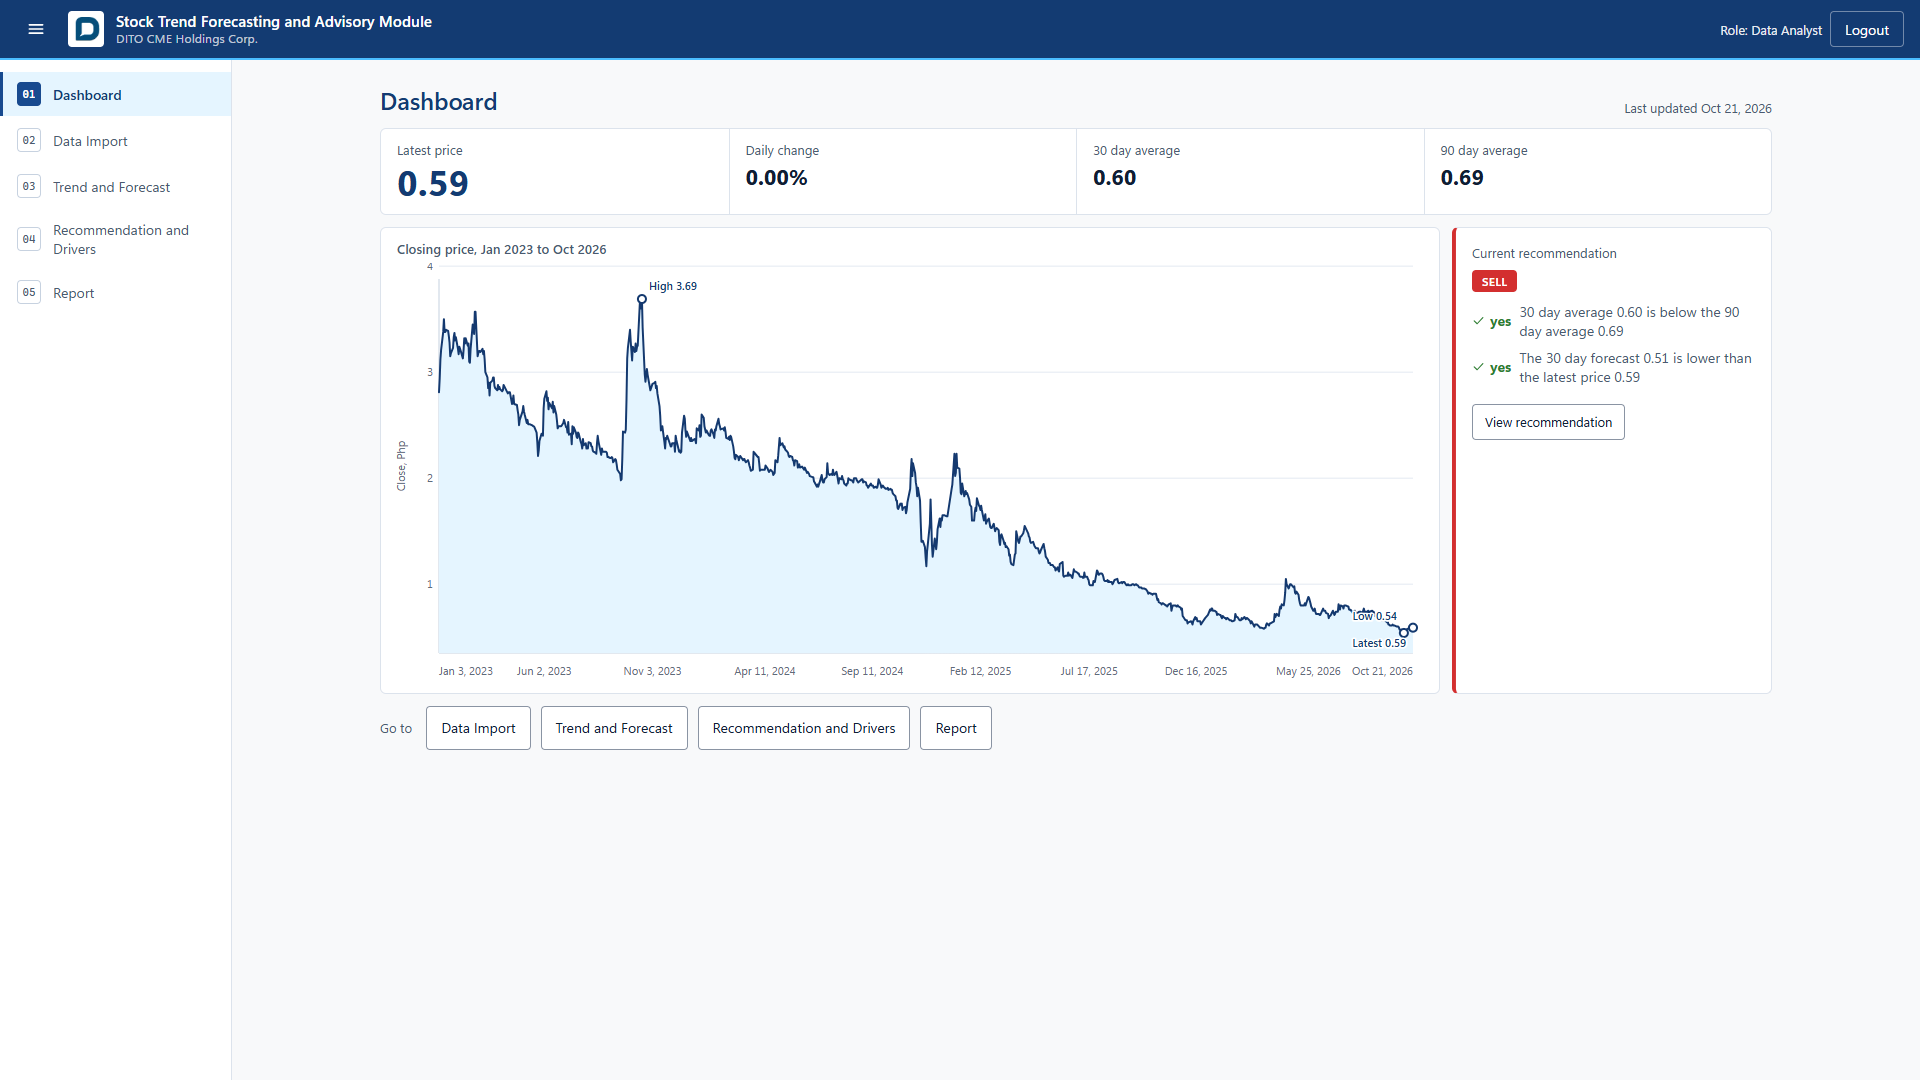 Stock Trend Forecasting and Advisory Module
DITO CME Holdings Corp.
Role: Data Analyst
Logout
01 Dashboard
02 Data Import
03 Trend and Forecast
04 Recommendation and
Drivers
05 Report
Dashboard
Last updated Oct 21, 2026
Latest price
0.59
Daily change
0.00%
30 day average
0.60
90 day average
0.69
Closing price, Jan 2023 to Oct 2026
Close, Php
4
3
2
1
High 3.69
Low 0.54
Latest 0.59
Jan 3, 2023
Jun 2, 2023
Nov 3, 2023
Apr 11, 2024
Sep 11, 2024
Feb 12, 2025
Jul 17, 2025
Dec 16, 2025
May 25, 2026
Oct 21, 2026
Current recommendation
SELL
yes 30 day average 0.60 is below the 90
day average 0.69
yes The 30 day forecast 0.51 is lower than
the latest price 0.59
View recommendation
Go to
Data Import
Trend and Forecast
Recommendation and Drivers
Report